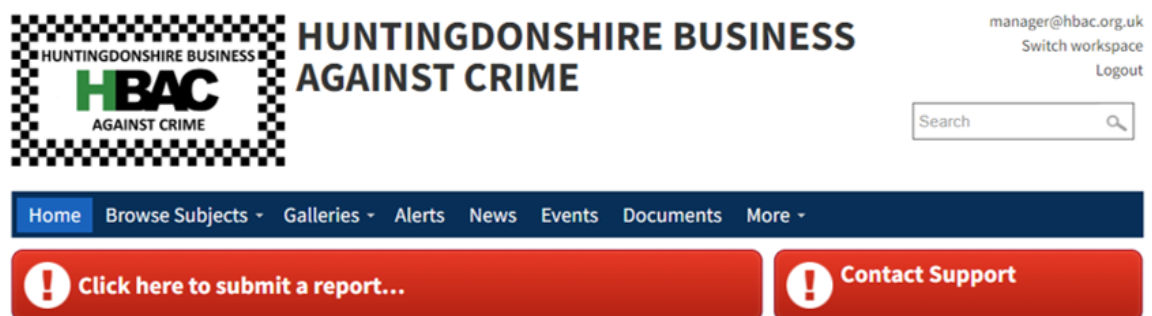 HUNTINGDONSHIRE BUSINESS
HBAC
AGAINST CRIME
HUNTINGDONSHIRE BUSINESS
AGAINST CRIME
manager@hbac.org.uk
Switch workspace
Logout
Search
Home Browse Subjects Galleries Alerts News Events Documents More
! Click here to submit a report...
! Contact Support